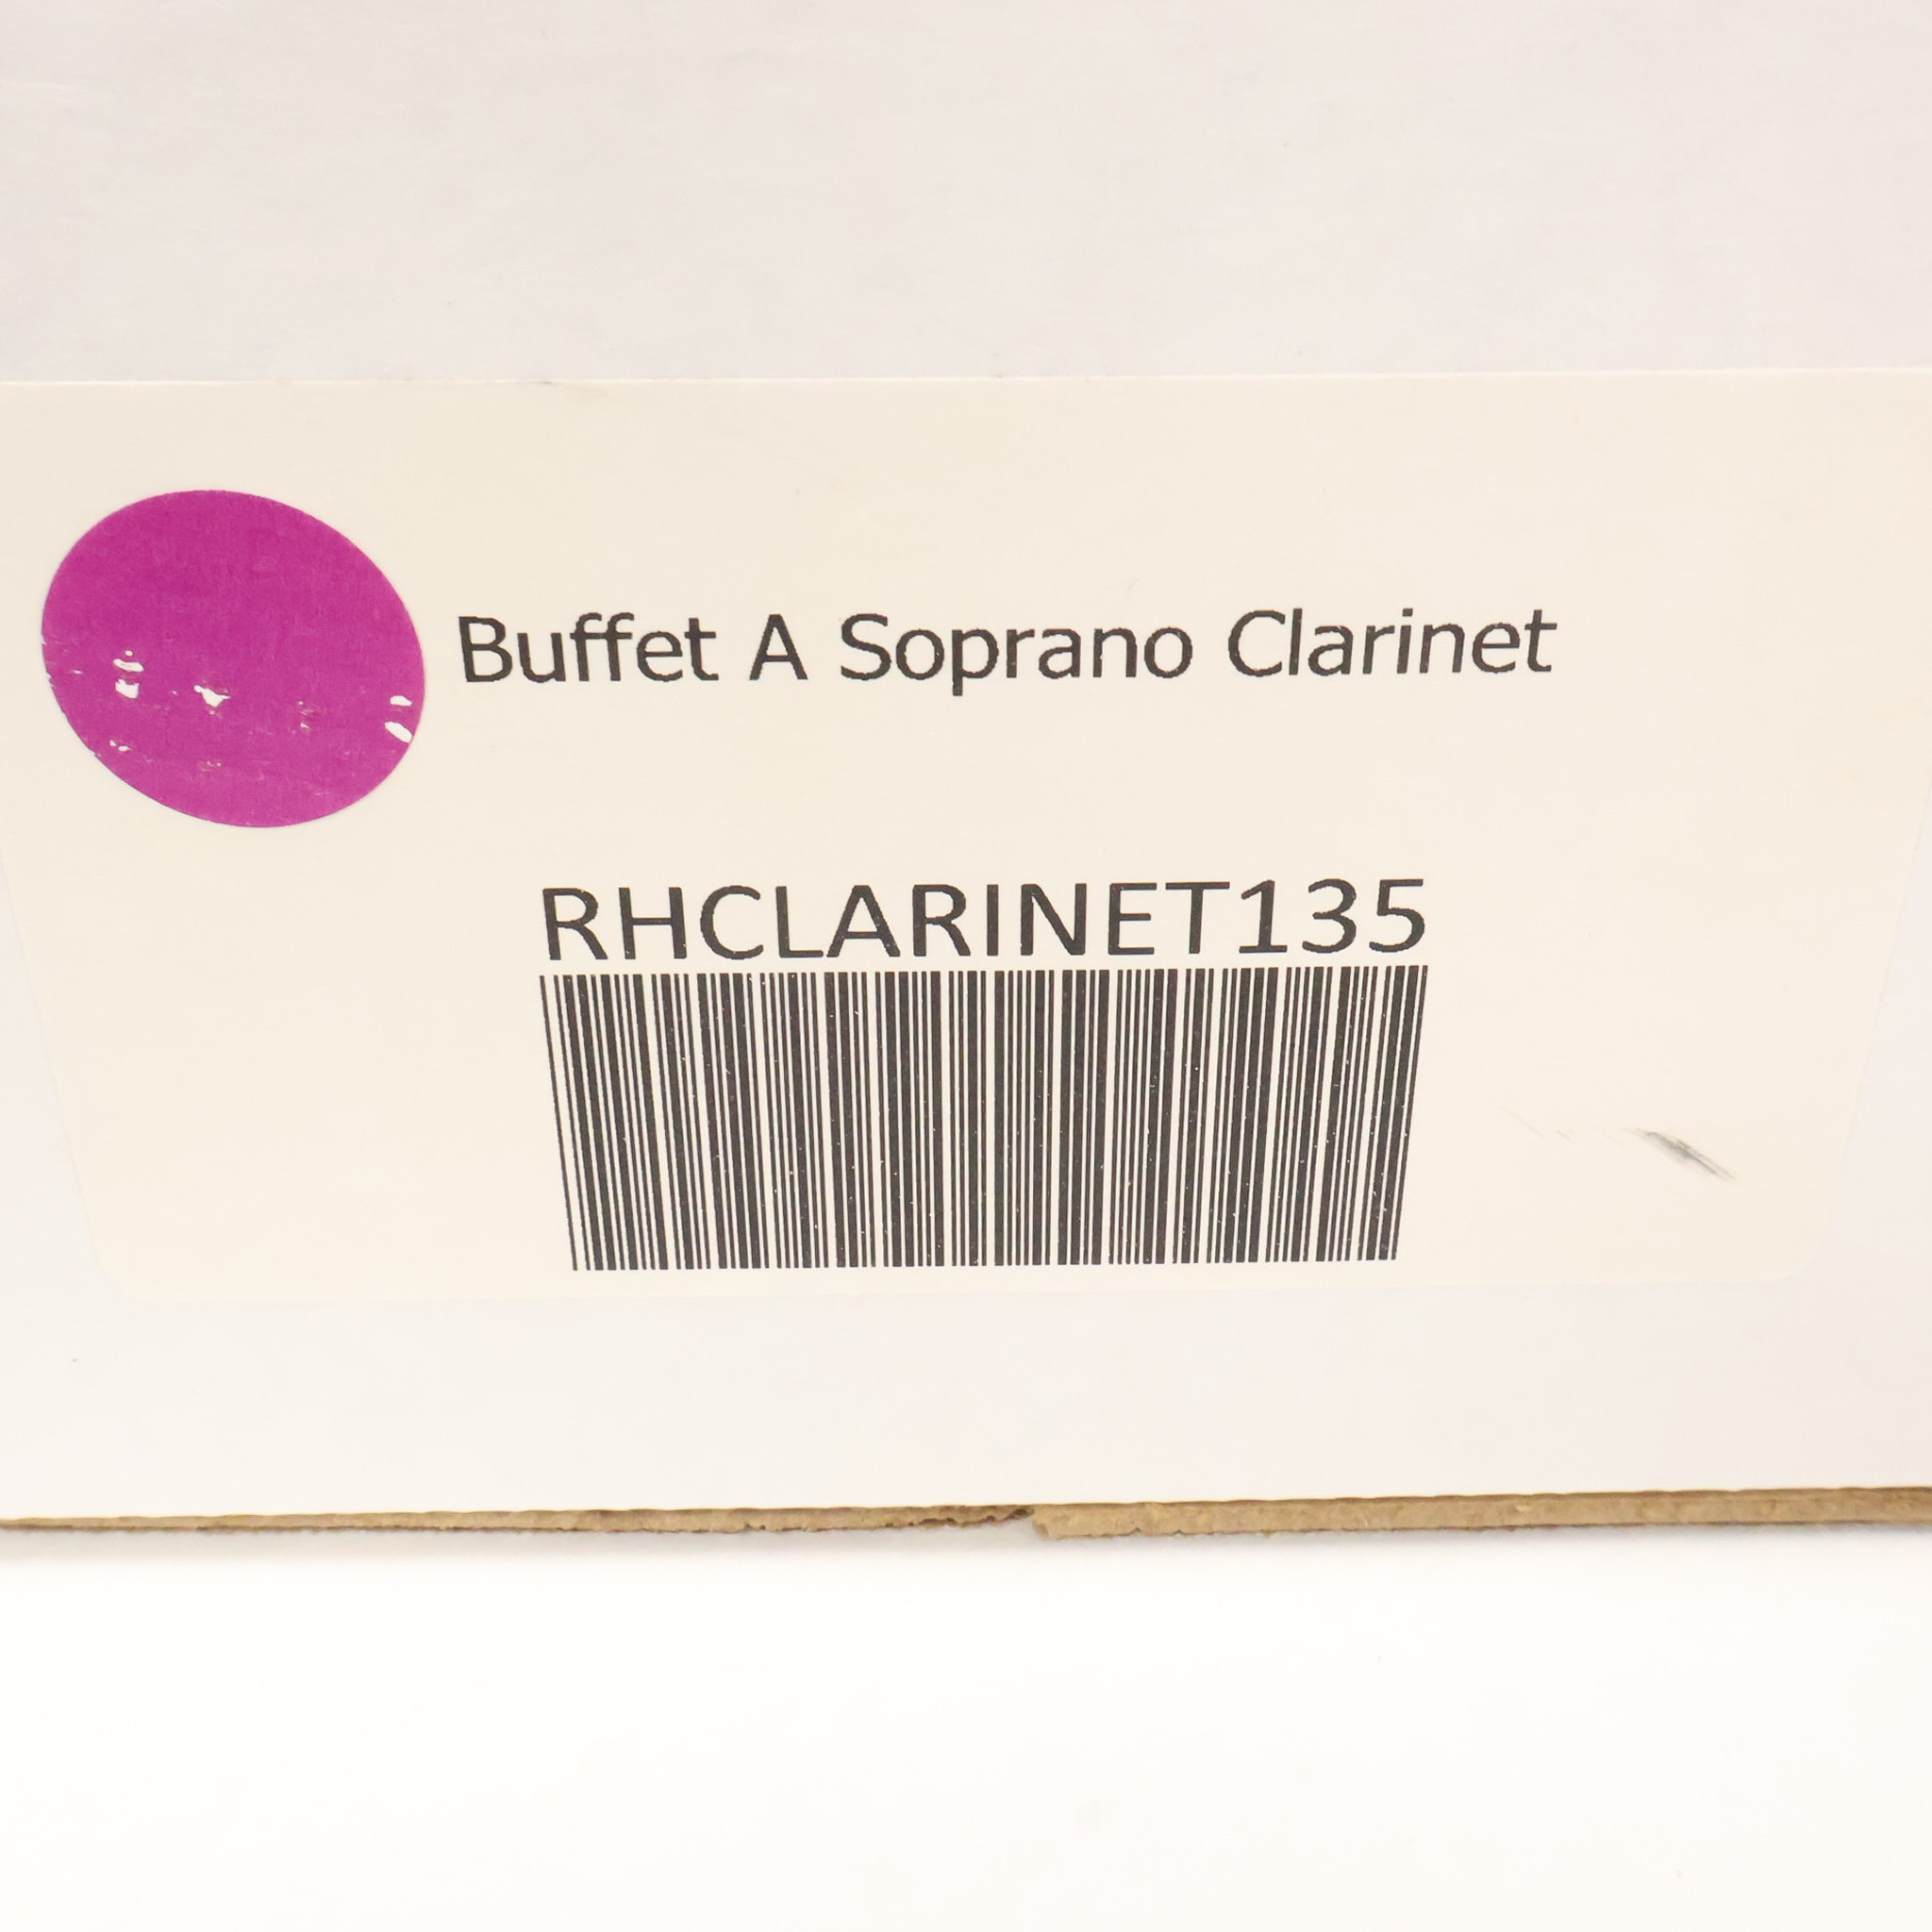 Buffet A Soprano Clarinet
RHCLARINET135